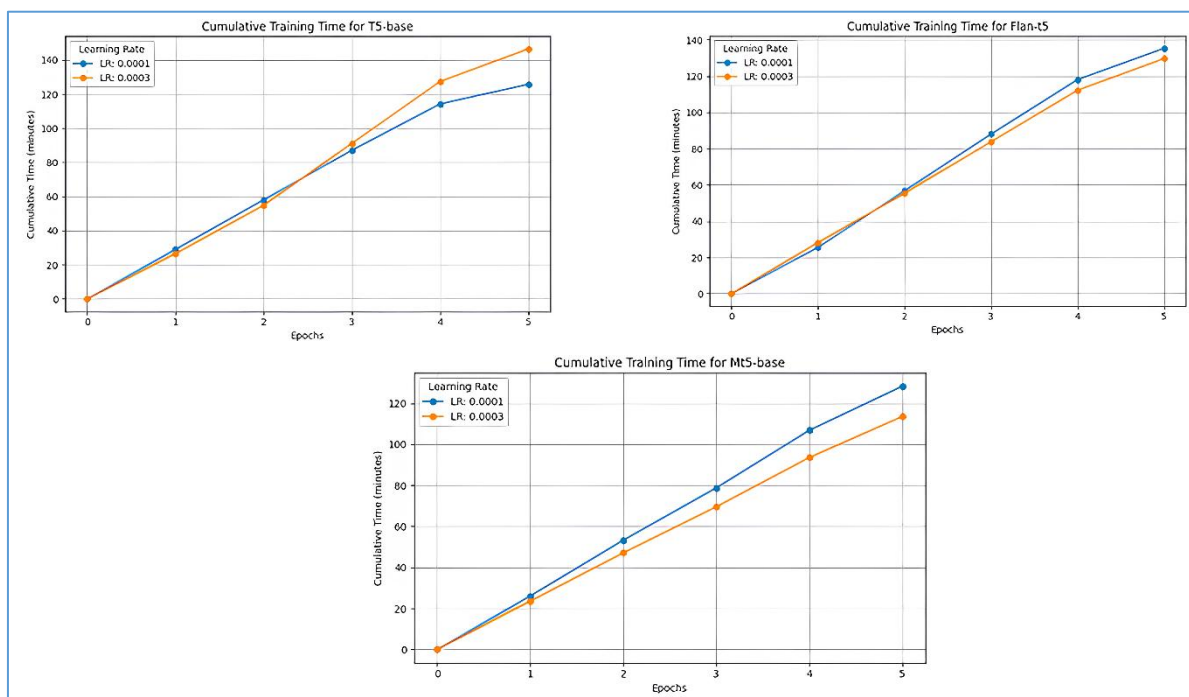 Cumulative Training Time for T5-base
Learning Rate
LR: 0.0001
LR: 0.0003
Cumulative Time (minutes)
140
120
100
80
60
40
20
0
0 1 2 3 4 5
Epochs
Cumulative Training Time for Flan-t5
Learning Rate
LR: 0.0001
LR: 0.0003
Cumulative Time (minutes)
140
120
100
80
60
40
20
0
0 1 2 3 4 5
Epochs
Cumulative Training Time for Mt5-base
Learning Rate
LR: 0.0001
LR: 0.0003
Cumulative Time (minutes)
120
100
80
60
40
20
0
0 1 2 3 4 5
Epochs